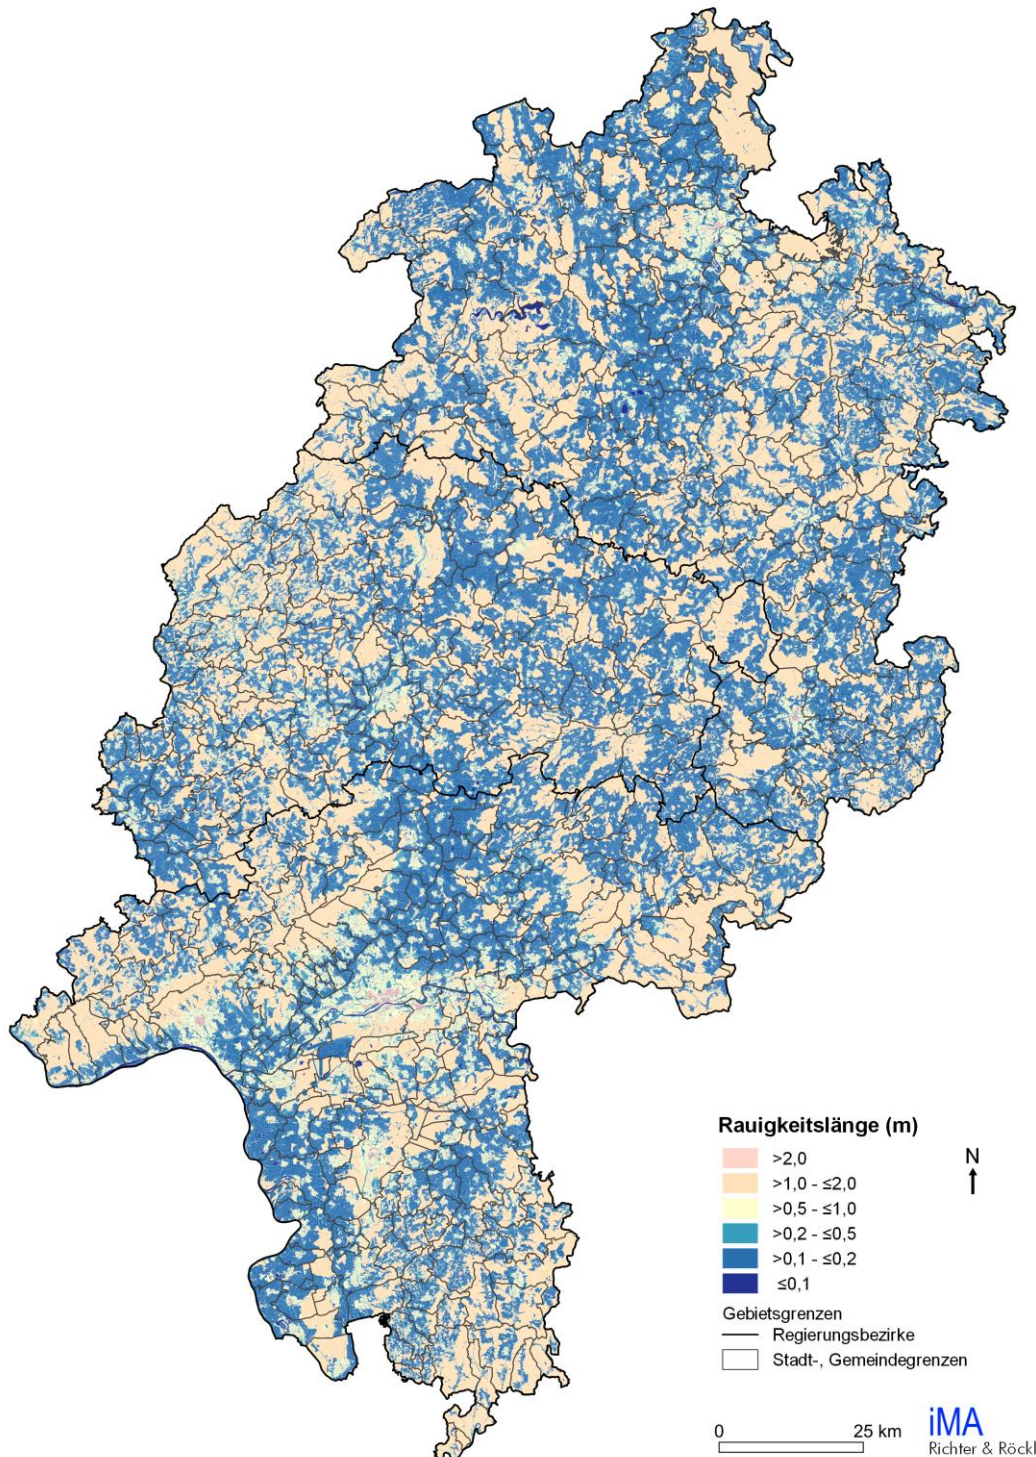 Rauigkeitslänge (m)
>2,0
>1,0 - ≤2,0
>0,5 - ≤1,0
>0,2 - ≤0,5
>0,1 - ≤0,2
≤0,1
N
Gebietsgrenzen
Regierungsbezirke
Stadt-, Gemeindegrenzen
0 25 km
iMA
Richter & Röckl